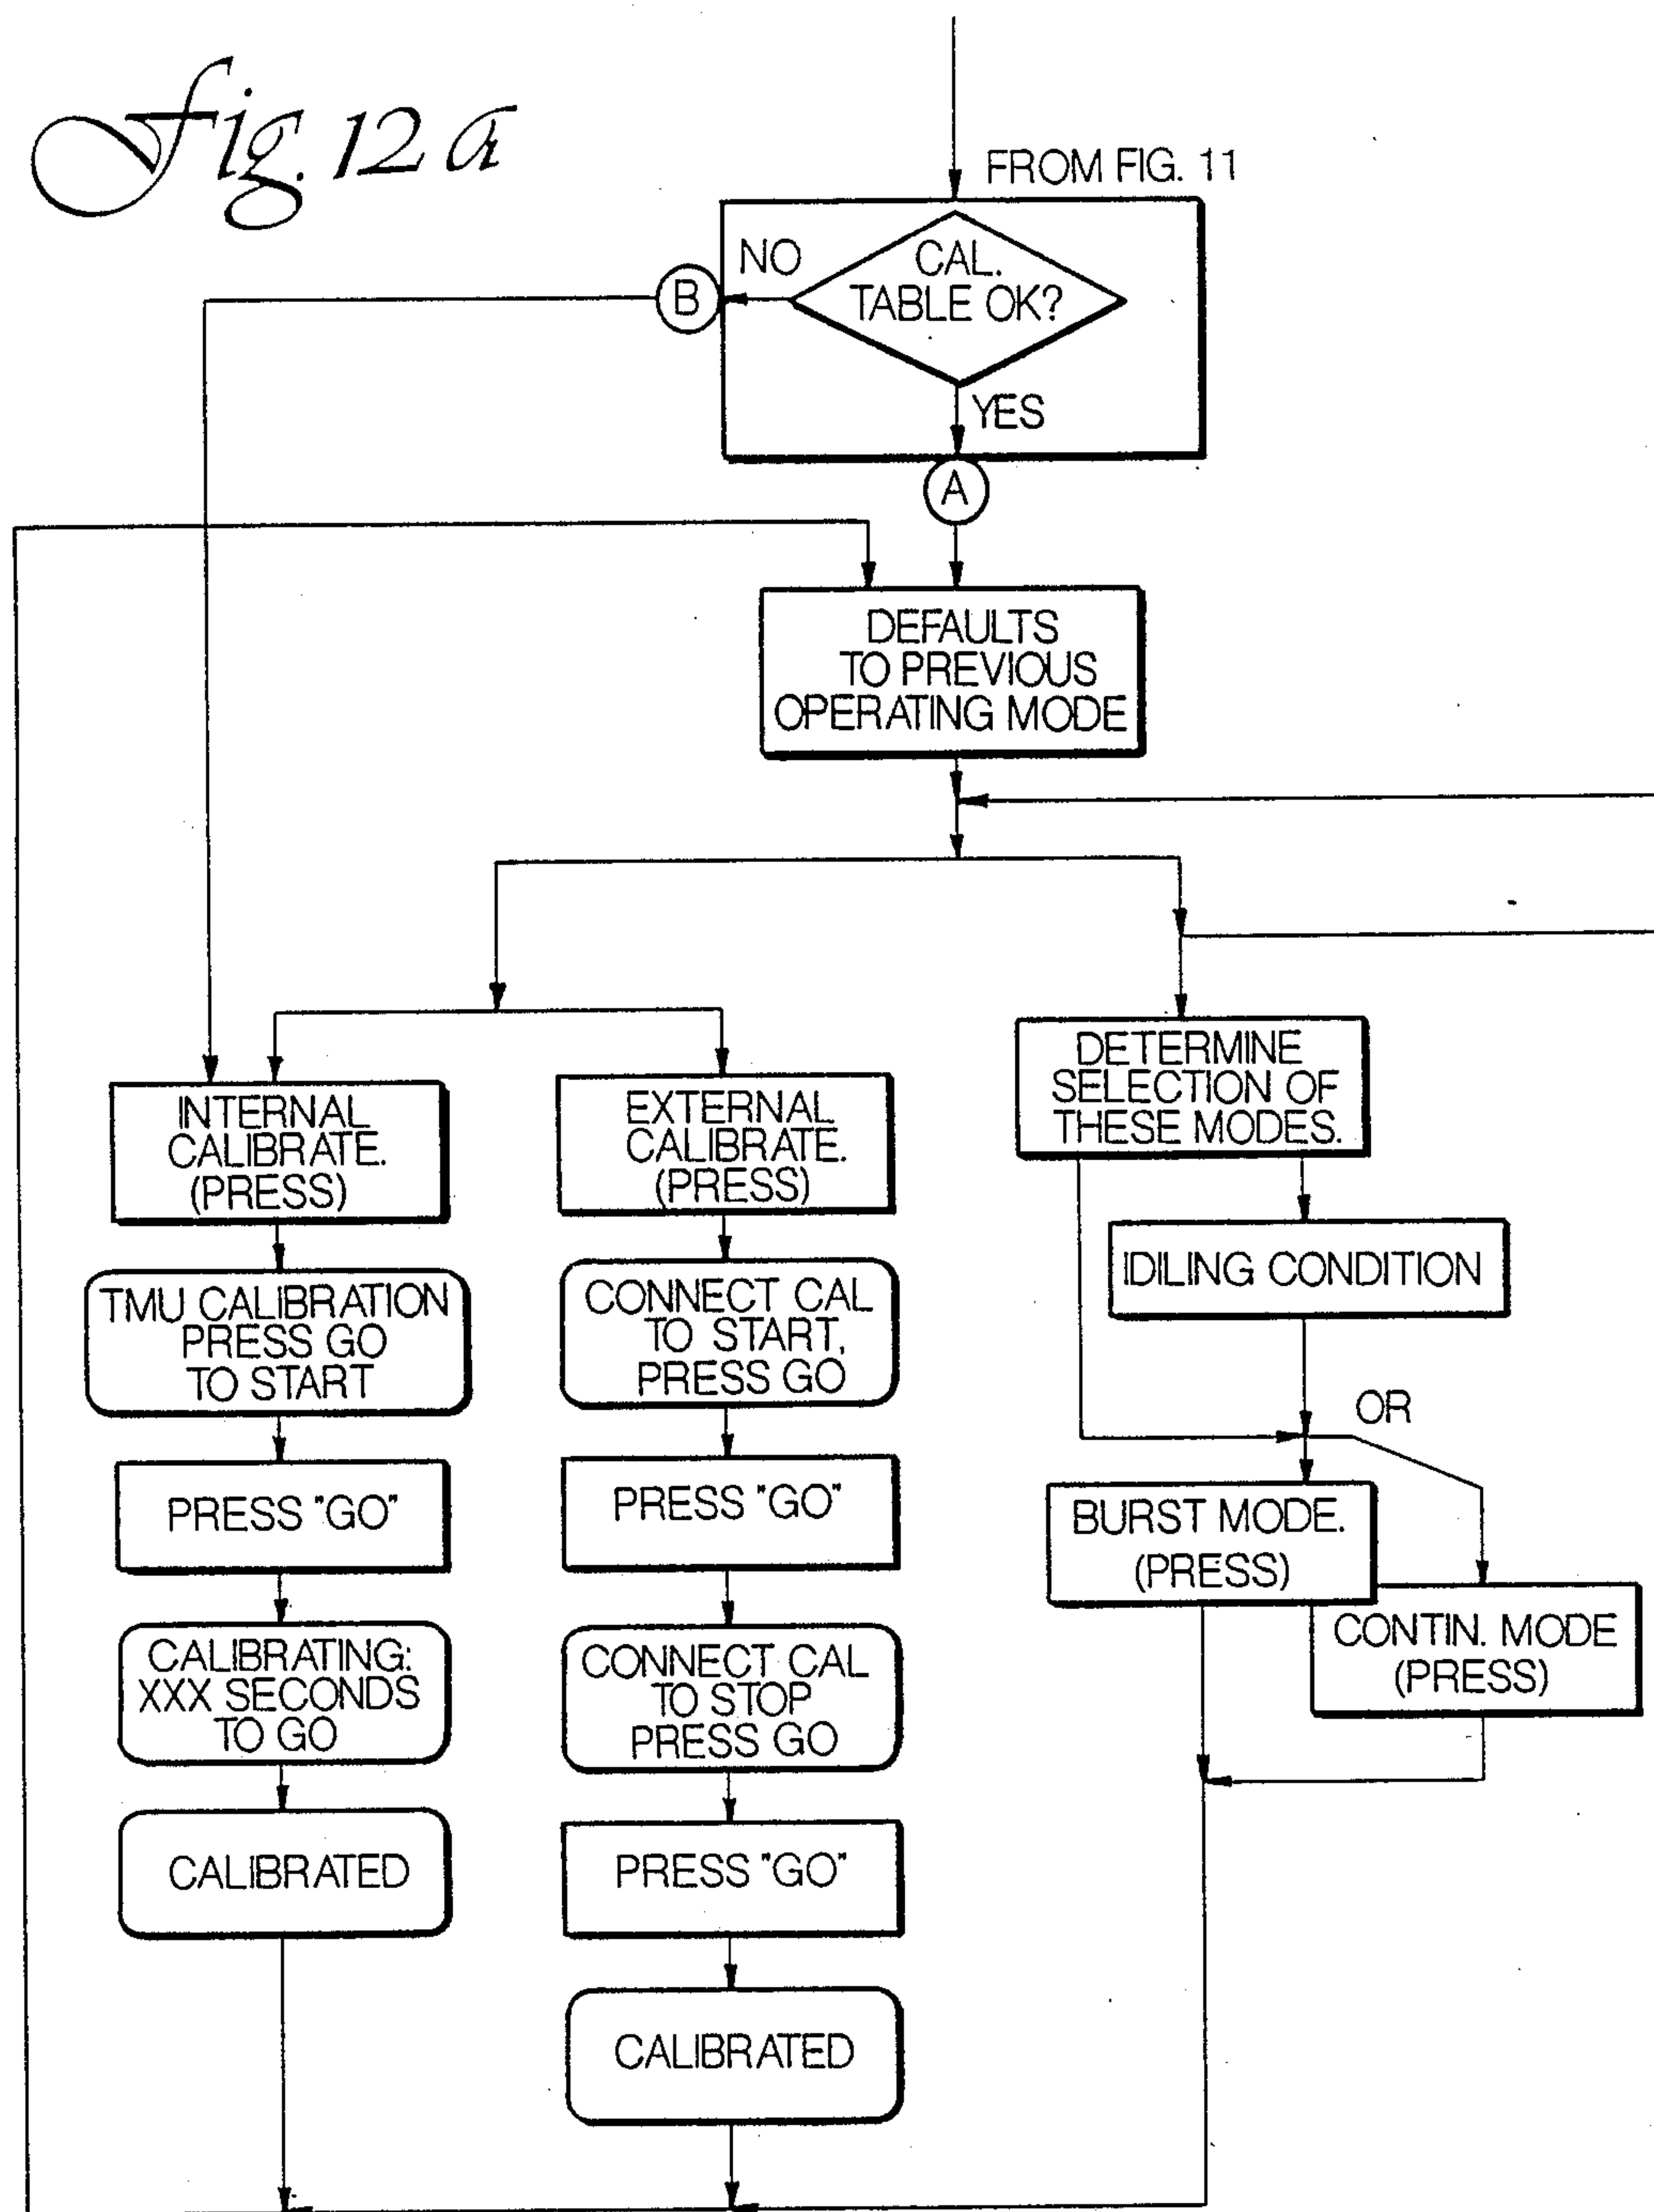 Fig. 12a
FROM FIG. 11
NO
CAL.
TABLE OK?
B
YES
A
DEFAULTS
TO PREVIOUS
OPERATING MODE
INTERNAL
CALIBRATE.
(PRESS)
TMU CALIBRATION
PRESS GO
TO START
PRESS "GO"
CALIBRATING:
XXX SECONDS
TO GO
CALIBRATED
EXTERNAL
CALIBRATE.
(PRESS)
CONNECT CAL
TO START,
PRESS GO
PRESS "GO"
CONNECT CAL
TO STOP
PRESS GO
PRESS "GO"
CALIBRATED
DETERMINE
SELECTION OF
THESE MODES.
IDILING CONDITION
OR
BURST MODE.
(PRESS)
CONTIN. MODE
(PRESS)